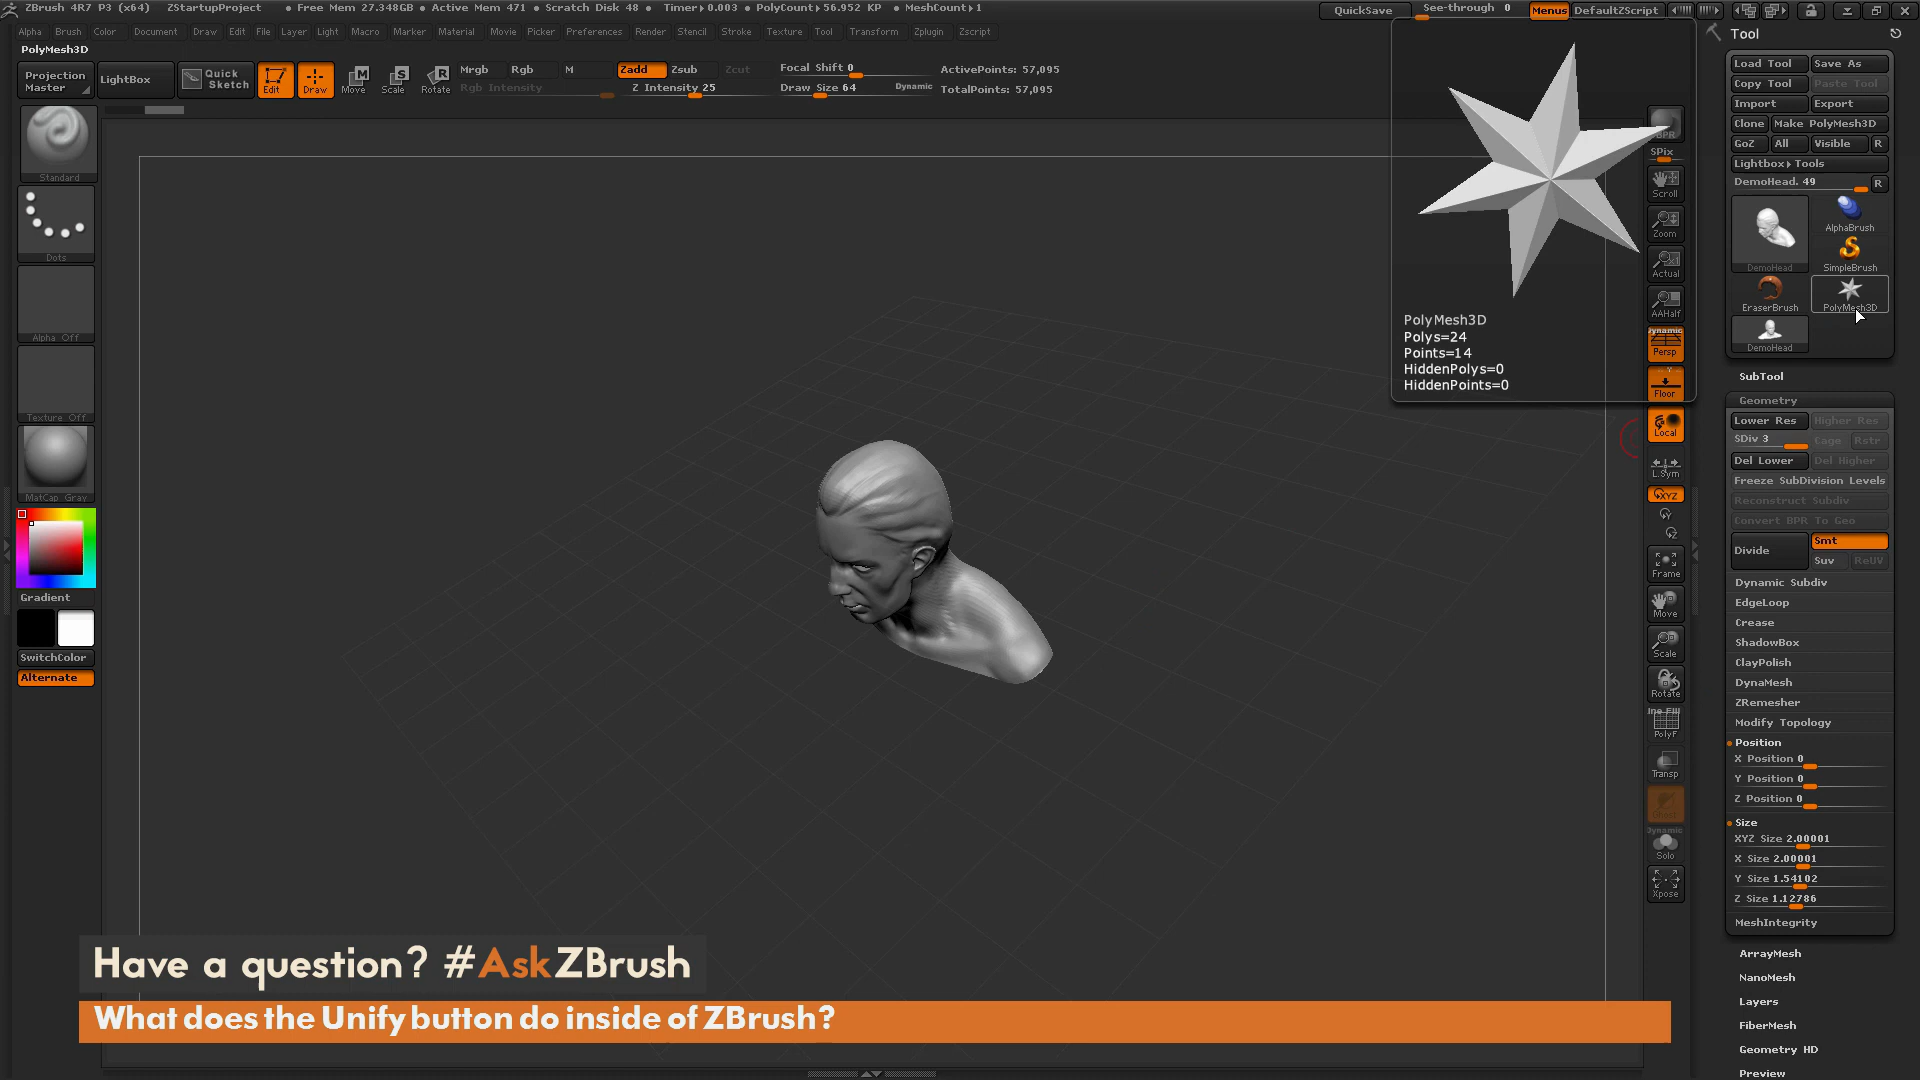 ZBrush 4R7 P3 (x64) ZStartupProject • Free Mem 27.348GB • Active Mem 471 • Scratch Disk 48 • Timer▸0.003 • PolyCount▸56.952 KP • MeshCount▸1 QuickSave See-through 0 Menus DefaultZScript
Alpha Brush Color Document Draw Edit File Layer Light Macro Marker Material Movie Picker Preferences Render Stencil Stroke Texture Tool Transform Zplugin Zscript
PolyMesh3D
Projection Master
LightBox
Quick Sketch
Edit
Draw
Move
Scale
Rotate
Mrgb Rgb M
Rgb Intensity
Zadd Zsub Zcut
Z Intensity 25
Focal Shift 0
Draw Size 64 Dynamic
ActivePoints: 57,095
TotalPoints: 57,095
Standard
Dots
Alpha Off
Texture Off
MatCap Gray
Gradient
SwitchColor
Alternate
PolyMesh3D
Polys=24
Points=14
HiddenPolys=0
HiddenPoints=0
BPR
SPix
Scroll
Zoom
Actual
AAHalf
Dynamic
Persp
Floor
Local
L.Sym
XYZ
Frame
Move
Scale
Rotate
Line Fill
PolyF
Transp
Dynamic
Solo
Xpose
Tool
Load Tool Save As
Copy Tool Paste Tool
Import Export
Clone Make PolyMesh3D
GoZ All Visible R
Lightbox▸Tools
DemoHead. 49 R
DemoHead
AlphaBrush
SimpleBrush
EraserBrush PolyMesh3D
DemoHead
SubTool
Geometry
Lower Res Higher Res
SDiv 3 Cage Rstr
Del Lower Del Higher
Freeze SubDivision Levels
Reconstruct Subdiv
Convert BPR To Geo
Divide Smt
Suv ReUV
Dynamic Subdiv
EdgeLoop
Crease
ShadowBox
ClayPolish
DynaMesh
ZRemesher
Modify Topology
Position
X Position 0
Y Position 0
Z Position 0
Size
XYZ Size 2.00001
X Size 2.00001
Y Size 1.54102
Z Size 1.12786
MeshIntegrity
ArrayMesh
NanoMesh
Layers
FiberMesh
Geometry HD
Preview
Have a question? #AskZBrush
What does the Unify button do inside of ZBrush?